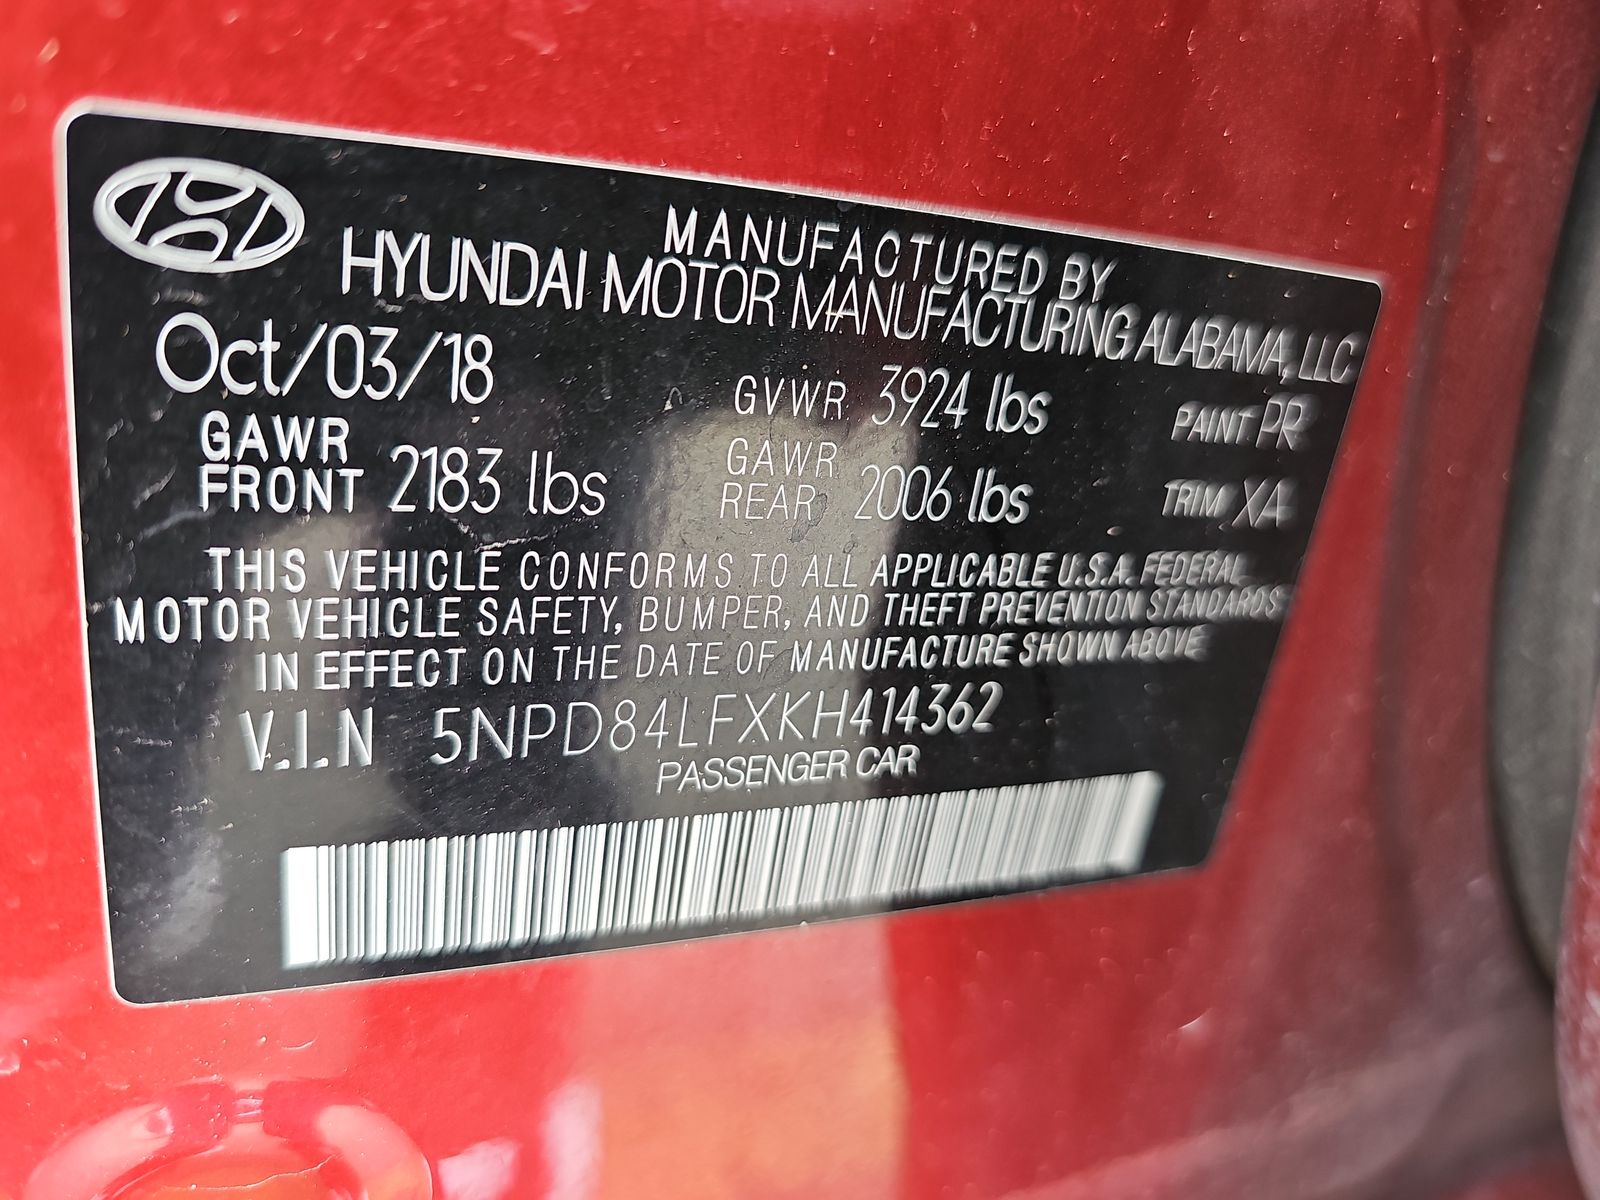 MANUFACTURED BY
HYUNDAI MOTOR MANUFACTURING ALABAMA, LLC
Oct/03/18 GVWR 3924 lbs PAINT PR
GAWR FRONT 2183 lbs GAWR REAR 2006 lbs TRIM XA
THIS VEHICLE CONFORMS TO ALL APPLICABLE U.S.A. FEDERAL
MOTOR VEHICLE SAFETY, BUMPER, AND THEFT PREVENTION STANDARDS
IN EFFECT ON THE DATE OF MANUFACTURE SHOWN ABOVE
V.I.N 5NPD84LFXKH414362
PASSENGER CAR